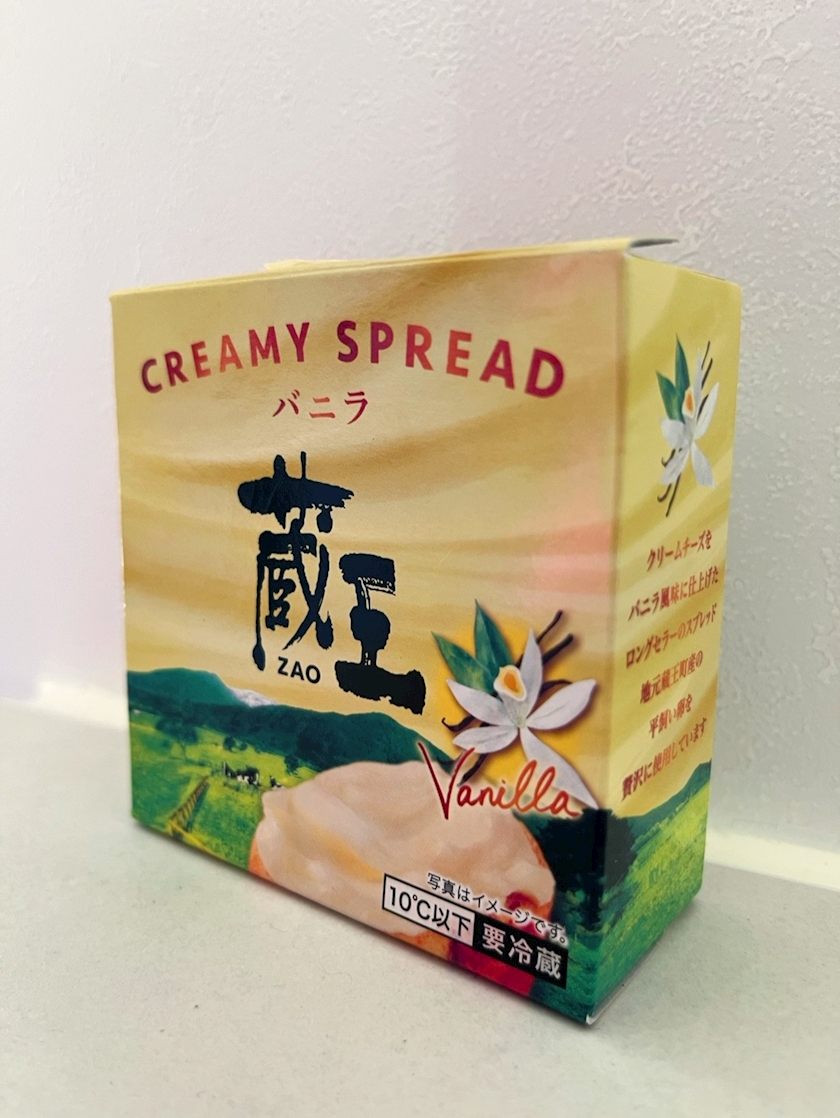 CREAMY SPREAD
バニラ
蔵王
ZAO
Vanilla
写真はイメージです。
10℃以下 要冷蔵
クリームチーズを
バニラ風味に仕上げた
ロングセラーのスプレッド
地元蔵王町産の
平飼い卵を
贅沢に使用しています